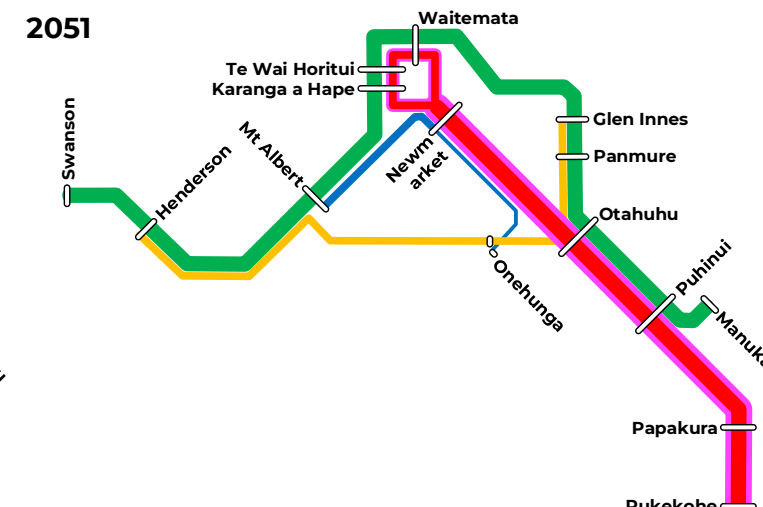 2051
Waitemata
Te Wai Horitui
Karanga a Hape
Swanson
Henderson
Mt Albert
Newm
arket
Glen Innes
Panmure
Otahuhu
Onehunga
Puhinui
Manuka
Papakura
Pukekohe